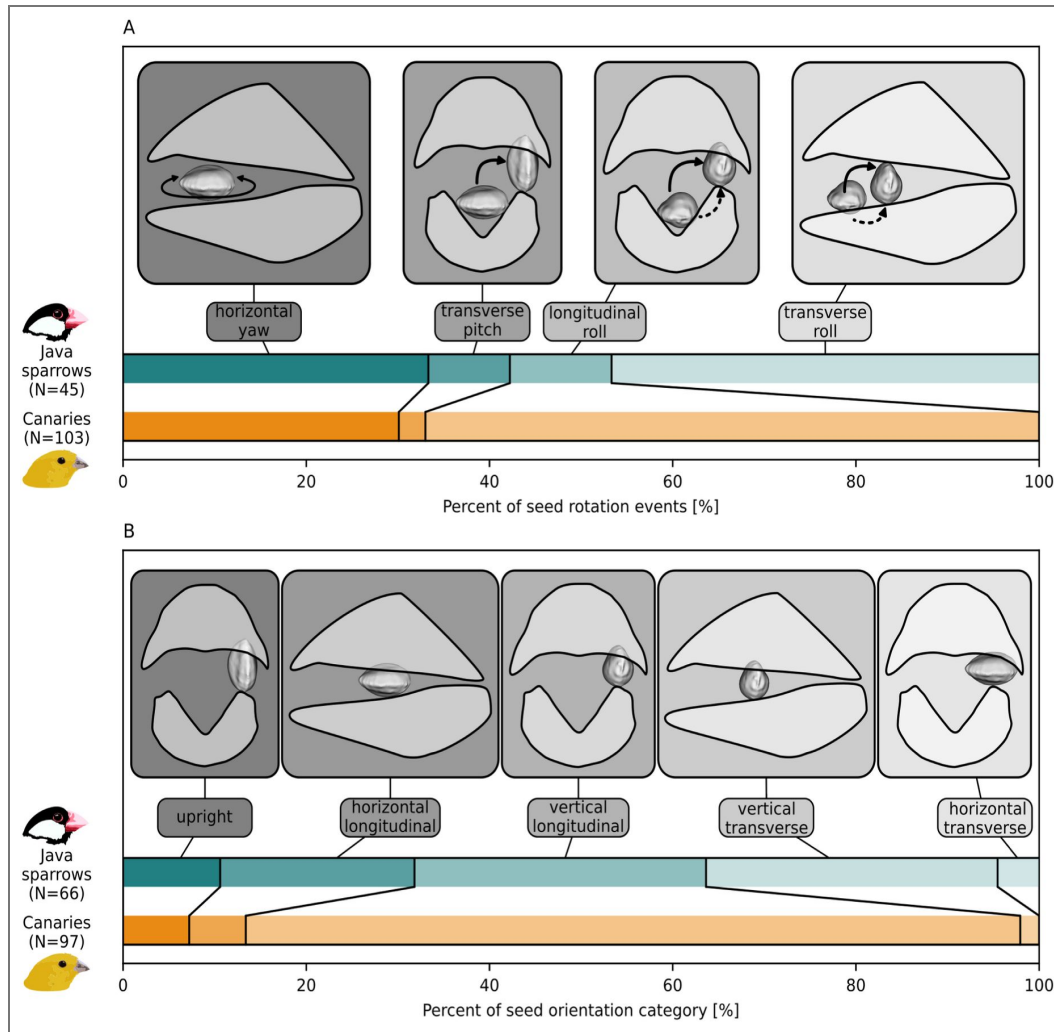 A
horizontal
yaw
transverse
pitch
longitudinal
roll
transverse
roll
Java
sparrows
(N=45)
Canaries
(N=103)
0 20 40 60 80 100
Percent of seed rotation events [%]
B
upright
horizontal
longitudinal
vertical
longitudinal
vertical
transverse
horizontal
transverse
Java
sparrows
(N=66)
Canaries
(N=97)
0 20 40 60 80 100
Percent of seed orientation category [%]